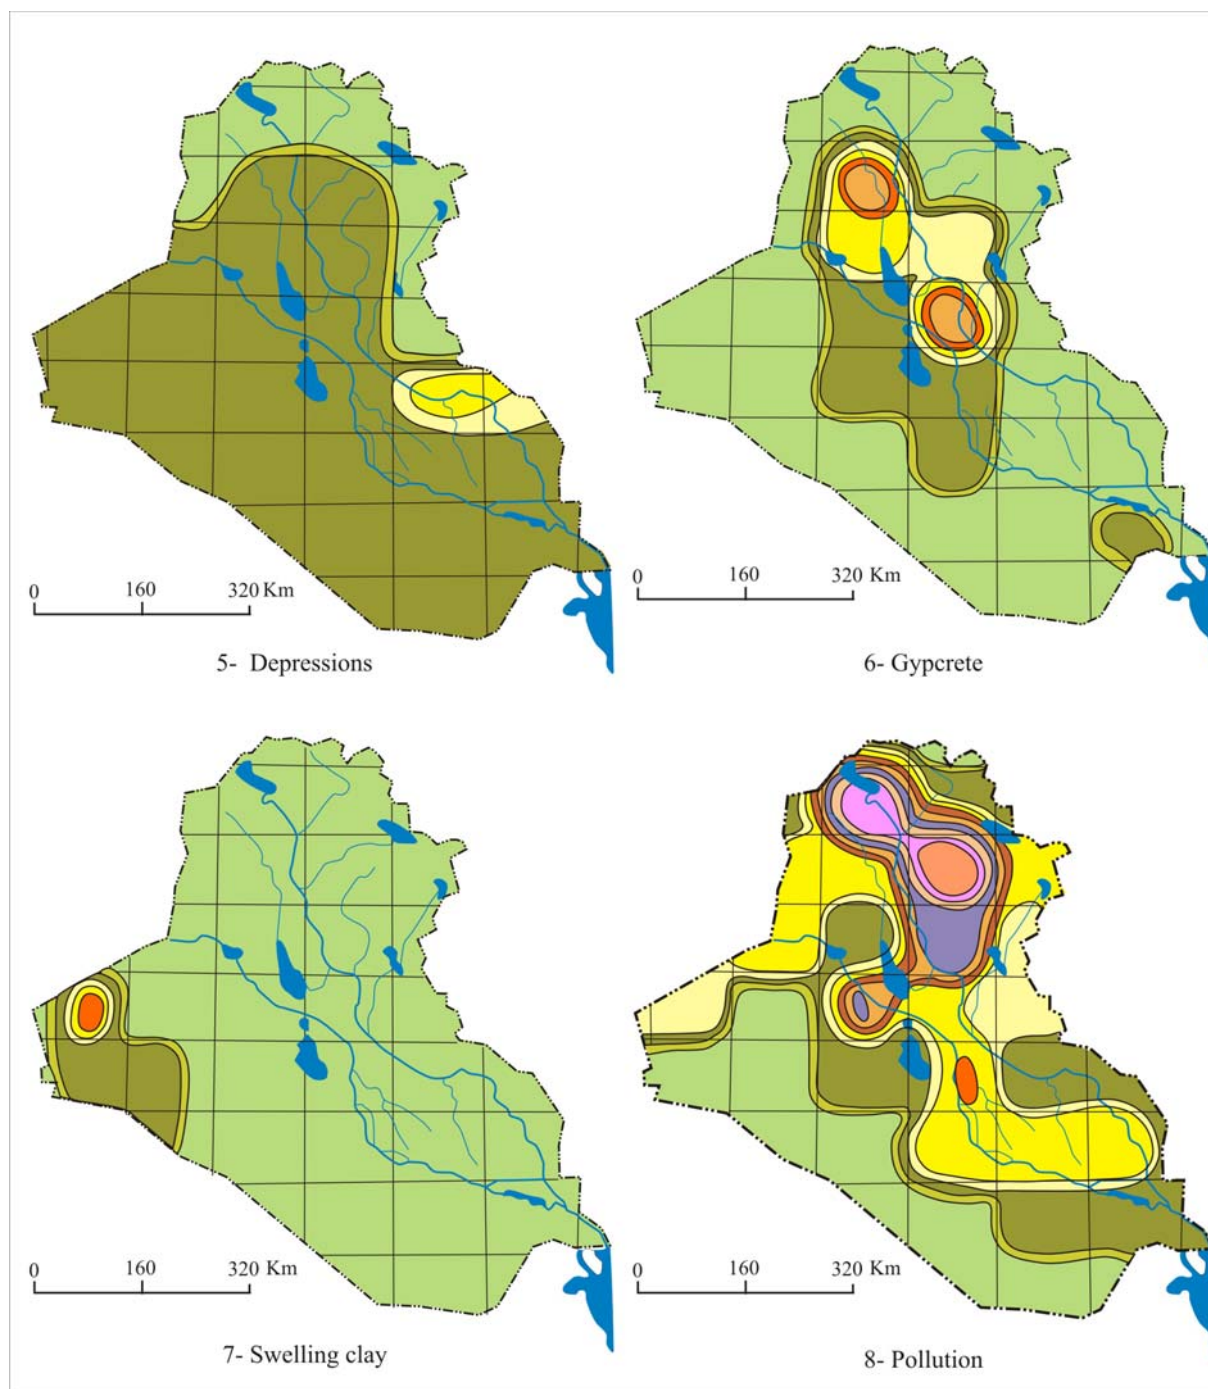 0 160 320 Km
5- Depressions
0 160 320 Km
6- Gypcrete
0 160 320 Km
7- Swelling clay
0 160 320 Km
8- Pollution